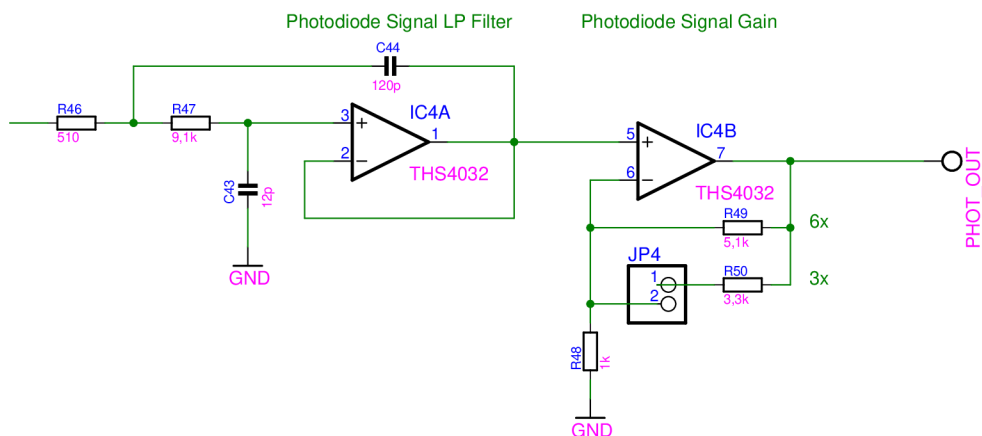 Photodiode Signal LP Filter
Photodiode Signal Gain
C44
120p
R46
510
R47
9,1k
C43
12p
GND
3
2
1
IC4A
THS4032
5
6
7
IC4B
THS4032
R49
5,1k
6x
JP4
1
2
R50
3,3k
3x
R48
1k
GND
PHOT_OUT